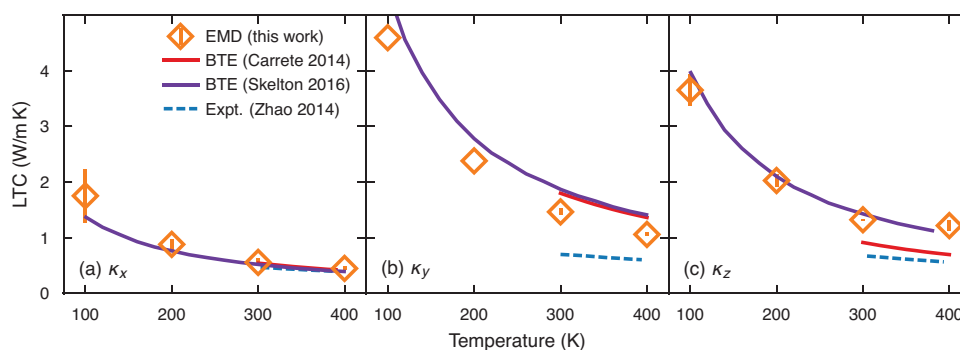 EMD (this work)
BTE (Carrete 2014)
BTE (Skelton 2016)
Expt. (Zhao 2014)
LTC (W/m K)
4
3
2
1
0
(a) κx
(b) κy
(c) κz
100 200 300 400
100 200 300 400
100 200 300 400
Temperature (K)